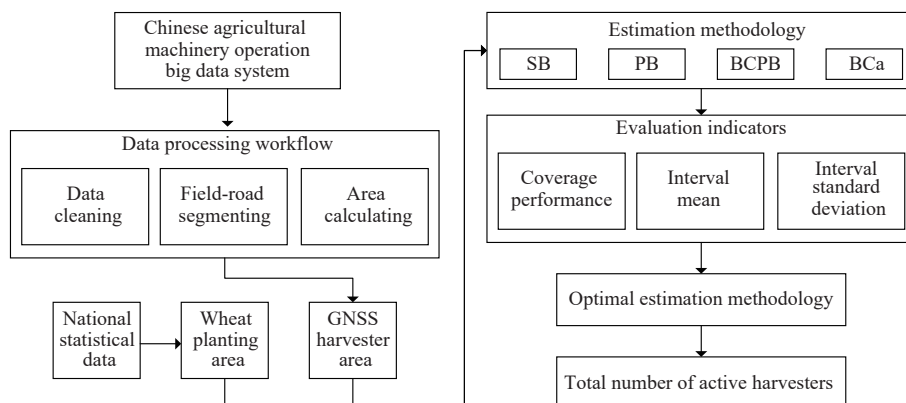 Chinese agricultural
machinery operation
big data system
Data processing workflow
Data
cleaning
Field-road
segmenting
Area
calculating
National
statistical
data
Wheat
planting
area
GNSS
harvester
area
Estimation methodology
SB
PB
BCPB
BCa
Evaluation indicators
Coverage
performance
Interval
mean
Interval
standard
deviation
Optimal estimation methodology
Total number of active harvesters